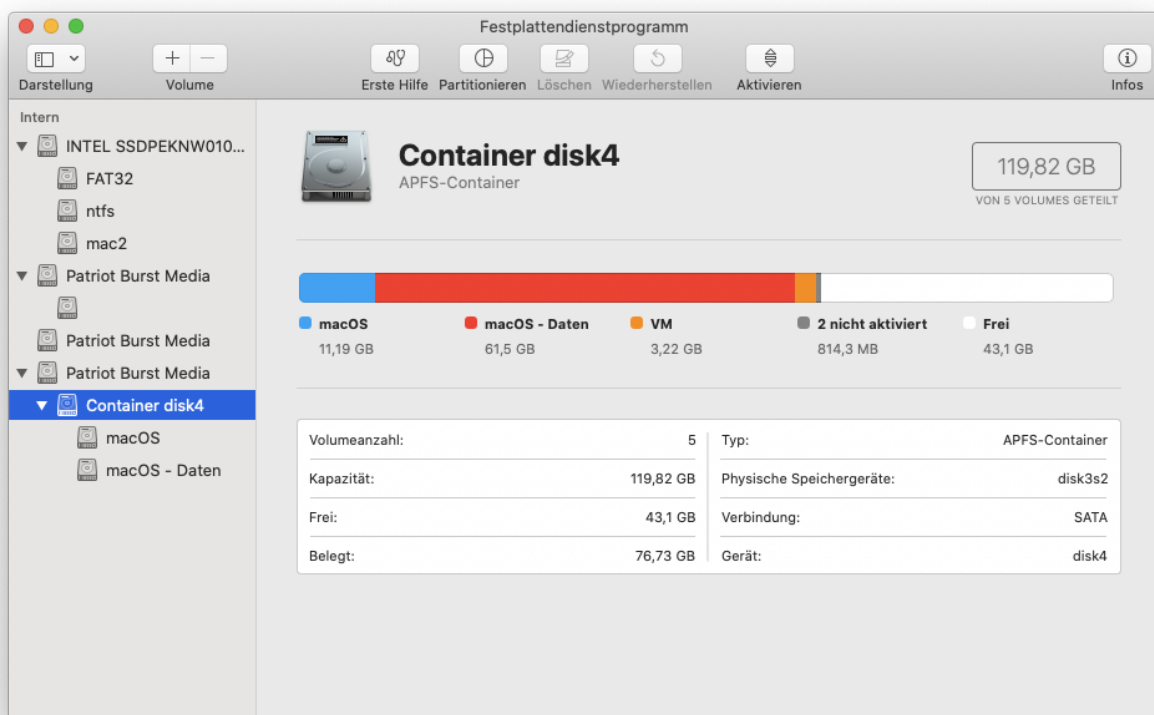 Festplattendienstprogramm
Darstellung
Volume
Erste Hilfe
Partitionieren
Löschen
Wiederherstellen
Aktivieren
Infos
Intern
INTEL SSDPEKNW010...
FAT32
ntfs
mac2
Patriot Burst Media
Patriot Burst Media
Patriot Burst Media
Container disk4
macOS
macOS - Daten
Container disk4
APFS-Container
119,82 GB
VON 5 VOLUMES GETEILT
macOS
11,19 GB
macOS - Daten
61,5 GB
VM
3,22 GB
2 nicht aktiviert
814,3 MB
Frei
43,1 GB
Volumeanzahl: 5
Kapazität: 119,82 GB
Frei: 43,1 GB
Belegt: 76,73 GB
Typ: APFS-Container
Physische Speichergeräte: disk3s2
Verbindung: SATA
Gerät: disk4